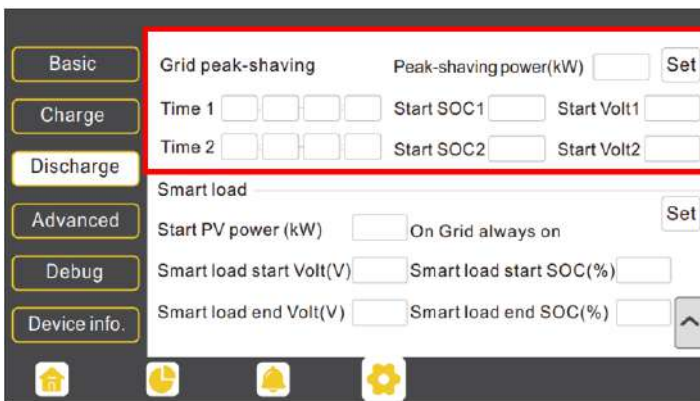 Basic
Charge
Discharge
Advanced
Debug
Device info.
Grid peak-shaving Peak-shaving power(kW) Set
Time 1 Start SOC1 Start Volt1
Time 2 Start SOC2 Start Volt2
Smart load
Set
Start PV power (kW) On Grid always on
Smart load start Volt(V) Smart load start SOC(%)
Smart load end Volt(V) Smart load end SOC(%)